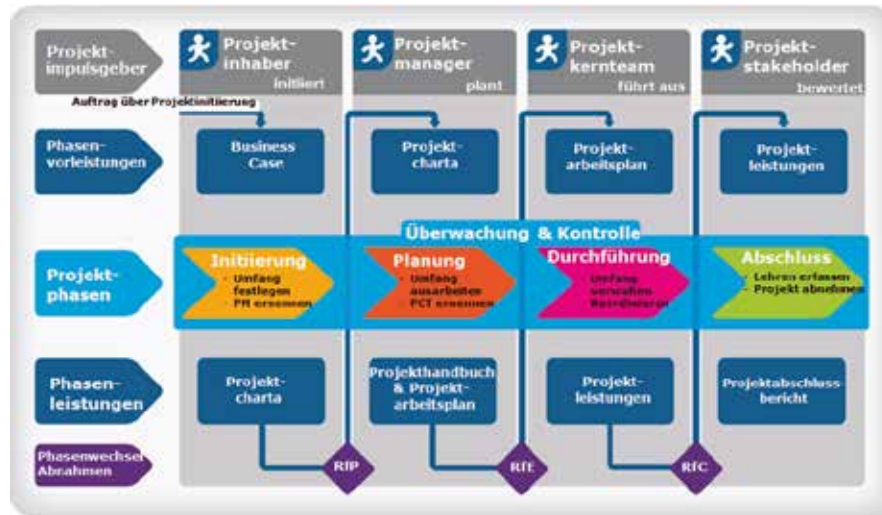 Projekt-
impulsgeber
Projekt-
inhaber
initiiert
Projekt-
manager
plant
Projekt-
kernteam
führt aus
Projekt-
stakeholder
bewertet
Auftrag über Projektinitiierung
Phasen-
vorleistungen
Business
Case
Projekt-
charta
Projekt-
arbeitsplan
Projekt-
leistungen
Überwachung & Kontrolle
Projekt-
phasen
Initiierung
- Umfang
festlegen
- PM ernennen
Planung
- Umfang
ausarbeiten
- PCT ernennen
Durchführung
Umfang
verwalten
Koordinieren
Abschluss
- Lehren erfassen
- Projekt abnehmen
Phasen-
leistungen
Projekt-
charta
Projekthandbuch
& Projekt-
arbeitsplan
Projekt-
leistungen
Projektabschluss
bericht
Phasenwechsel
Abnahmen
RfP
RfE
RfC